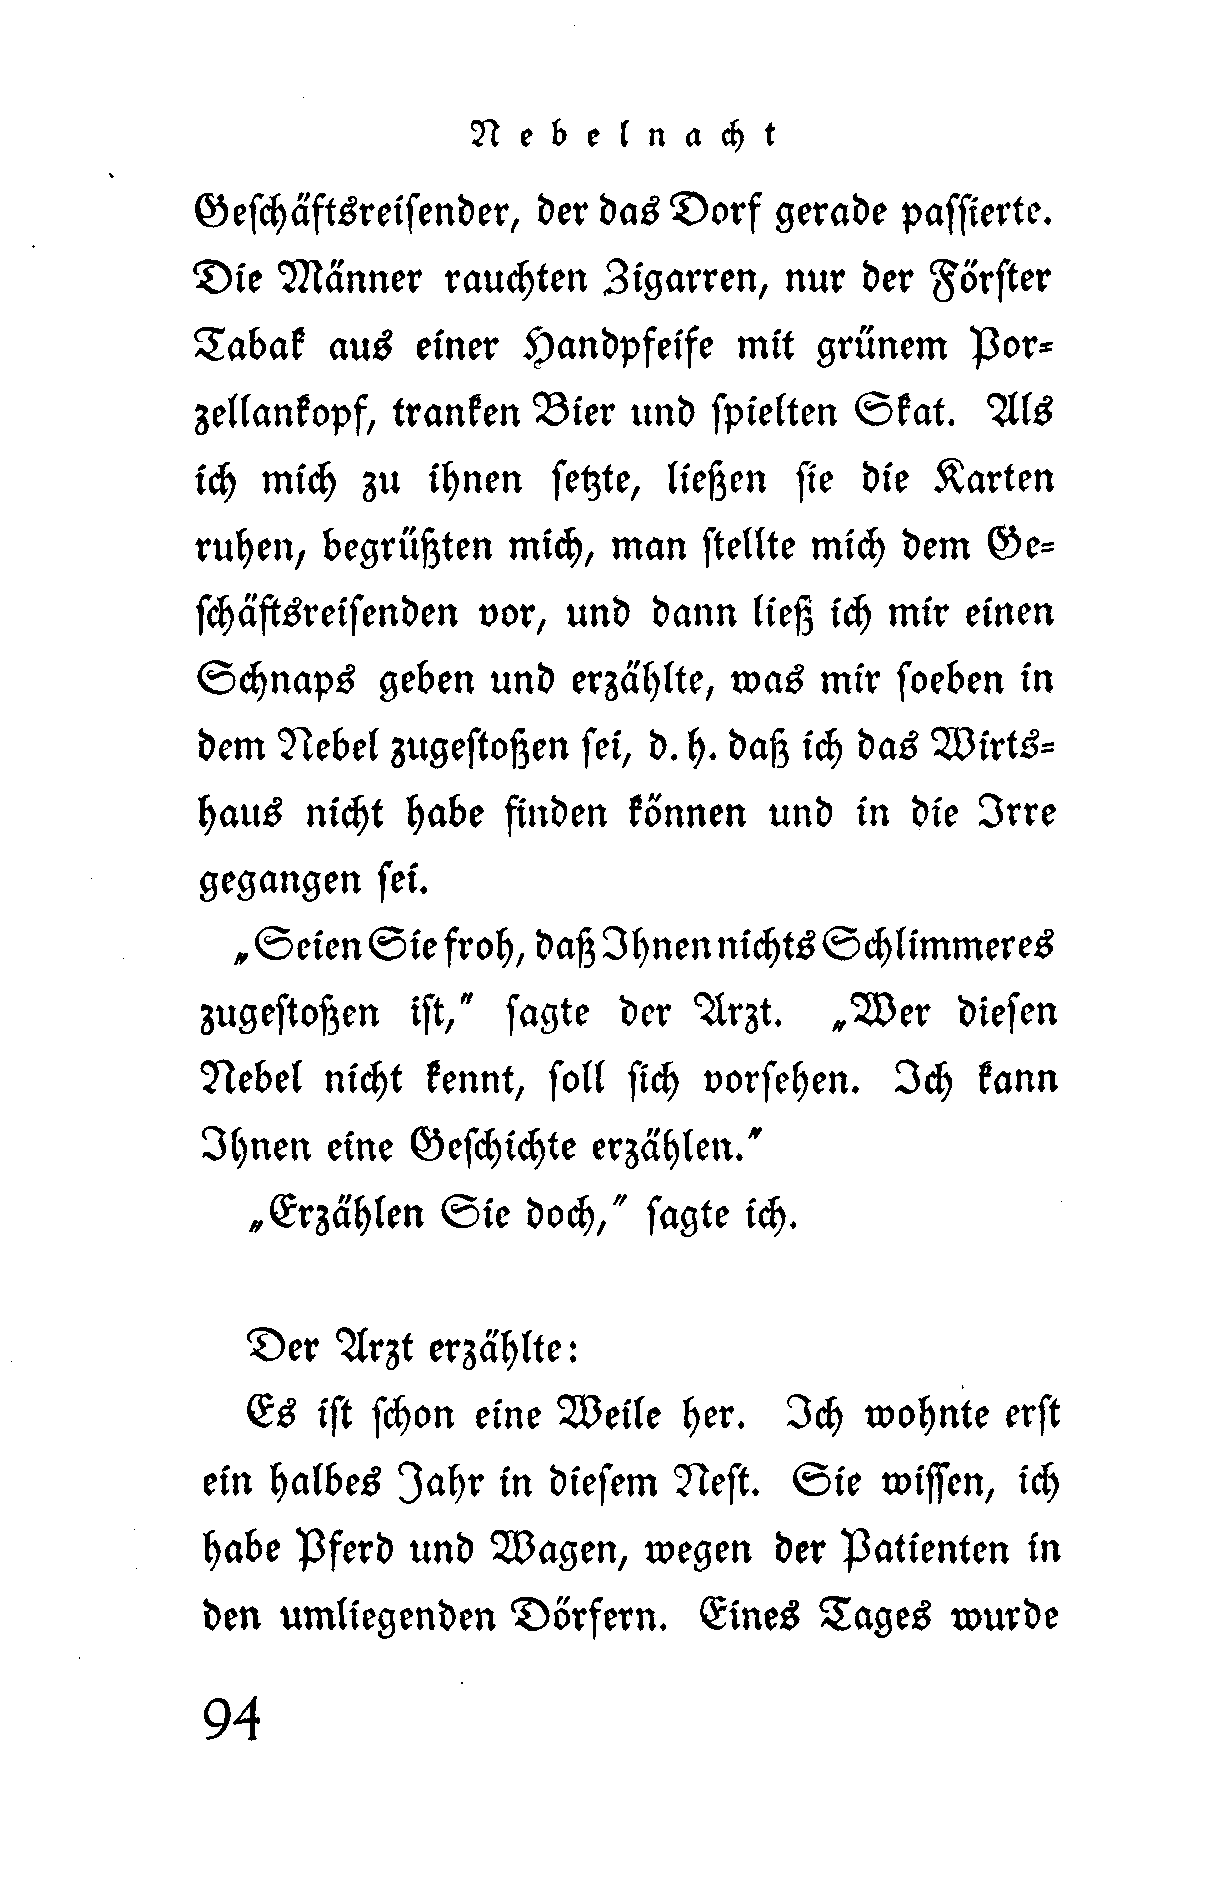 Nebelnacht
Geschäftsreisender, der das Dorf gerade passierte.
Die Männer rauchten Zigarren, nur der Förster
Tabak aus einer Handpfeife mit grünem Por-
zellankopf, tranken Bier und spielten Skat. Als
ich mich zu ihnen setzte, ließen sie die Karten
ruhen, begrüßten mich, man stellte mich dem Ge-
schäftsreisenden vor, und dann ließ ich mir einen
Schnaps geben und erzählte, was mir soeben in
dem Nebel zugestoßen sei, d. h. daß ich das Wirts-
haus nicht habe finden können und in die Irre
gegangen sei.
„Seien Sie froh, daß Ihnen nichts Schlimmeres
zugestoßen ist,“ sagte der Arzt. „Wer diesen
Nebel nicht kennt, soll sich vorsehen. Ich kann
Ihnen eine Geschichte erzählen.“
„Erzählen Sie doch,“ sagte ich.
Der Arzt erzählte:
Es ist schon eine Weile her. Ich wohnte erst
ein halbes Jahr in diesem Nest. Sie wissen, ich
habe Pferd und Wagen, wegen der Patienten in
den umliegenden Dörfern. Eines Tages wurde
94